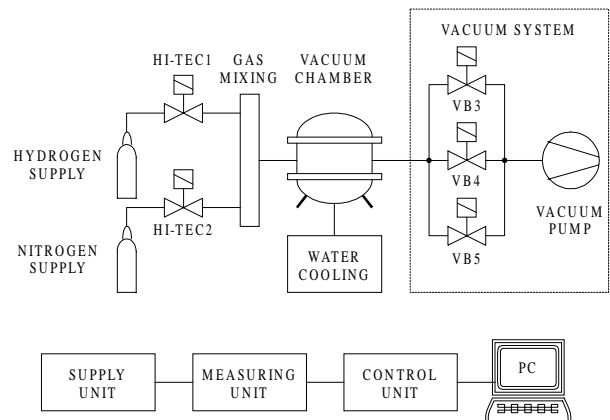 VACUUM SYSTEM
HI-TEC1
GAS
MIXING
VACUUM
CHAMBER
VB3
HYDROGEN
SUPPLY
VB4
HI-TEC2
VACUUM
PUMP
NITROGEN
SUPPLY
WATER
COOLING
VB5
SUPPLY
UNIT
MEASURING
UNIT
CONTROL
UNIT
PC